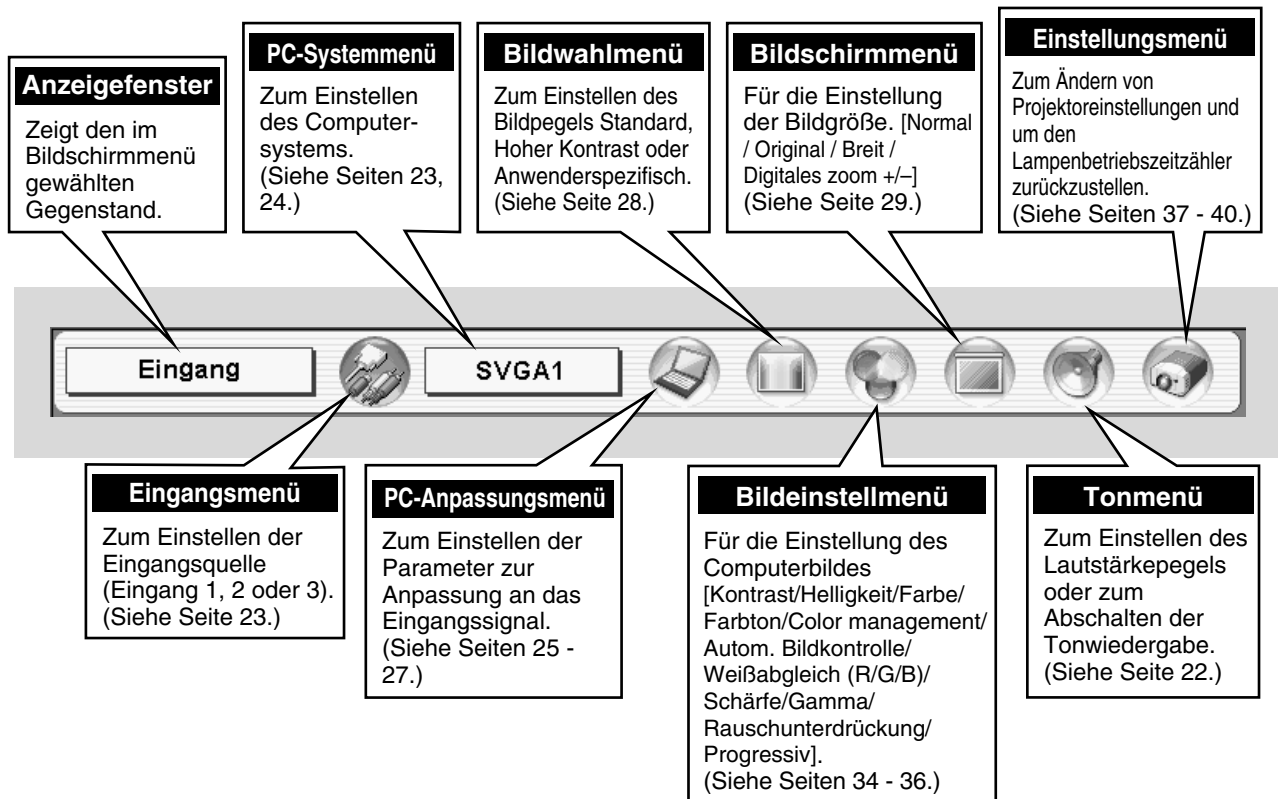 Anzeigefenster
Zeigt den im
Bildschirmmenü
gewählten
Gegenstand.
PC-Systemmenü
Zum Einstellen
des Computer-
systems.
(Siehe Seiten 23,
24.)
Bildwahlmenü
Zum Einstellen des
Bildpegels Standard,
Hoher Kontrast oder
Anwenderspezifisch.
(Siehe Seite 28.)
Bildschirmmenü
Für die Einstellung
der Bildgröße. [Normal
/ Original / Breit /
Digitales zoom +/–]
(Siehe Seite 29.)
Einstellungsmenü
Zum Ändern von
Projektoreinstellungen und
um den
Lampenbetriebszeitzähler
zurückzustellen.
(Siehe Seiten 37 - 40.)
Eingang
SVGA1
Eingangsmenü
Zum Einstellen der
Eingangsquelle
(Eingang 1, 2 oder 3).
(Siehe Seite 23.)
PC-Anpassungsmenü
Zum Einstellen der
Parameter zur
Anpassung an das
Eingangssignal.
(Siehe Seiten 25 -
27.)
Bildeinstellmenü
Für die Einstellung des
Computerbildes
[Kontrast/Helligkeit/Farbe/
Farbton/Color management/
Autom. Bildkontrolle/
Weißabgleich (R/G/B)/
Schärfe/Gamma/
Rauschunterdrückung/
Progressiv].
(Siehe Seiten 34 - 36.)
Tonmenü
Zum Einstellen des
Lautstärkepegels
oder zum
Abschalten der
Tonwiedergabe.
(Siehe Seite 22.)